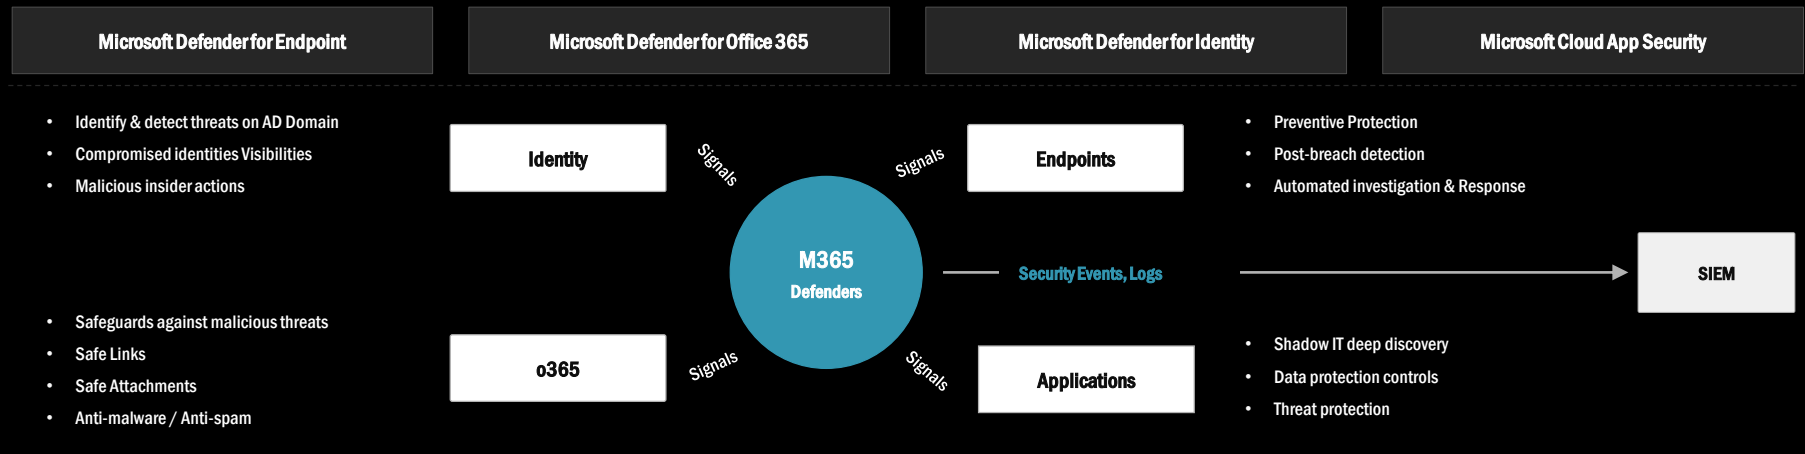 Microsoft Defender for Endpoint
Microsoft Defender for Office 365
Microsoft Defender for Identity
Microsoft Cloud App Security
• Identify & detect threats on AD Domain
• Compromised identities Visibilities
• Malicious insider actions
Identity
Signals
Signals
Endpoints
• Preventive Protection
• Post-breach detection
• Automated investigation & Response
M365
Defenders
Security Events, Logs
SIEM
• Safeguards against malicious threats
• Safe Links
• Safe Attachments
• Anti-malware / Anti-spam
o365
Signals
Signals
Applications
• Shadow IT deep discovery
• Data protection controls
• Threat protection